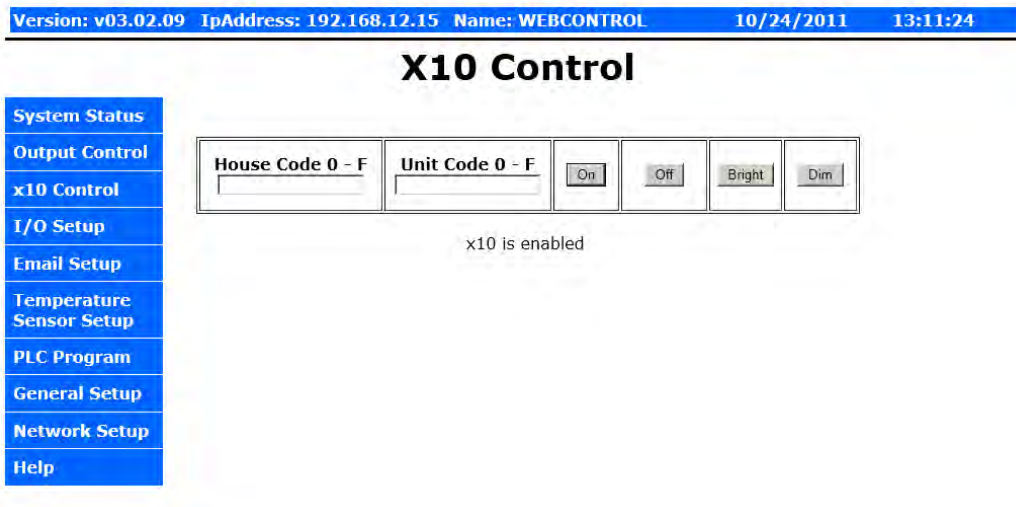 Version: v03.02.09 IpAddress: 192.168.12.15 Name: WEBCONTROL 10/24/2011 13:11:24
X10 Control
System Status
Output Control
x10 Control
I/O Setup
Email Setup
Temperature
Sensor Setup
PLC Program
General Setup
Network Setup
Help
House Code 0 - F Unit Code 0 - F On Off Bright Dim
x10 is enabled